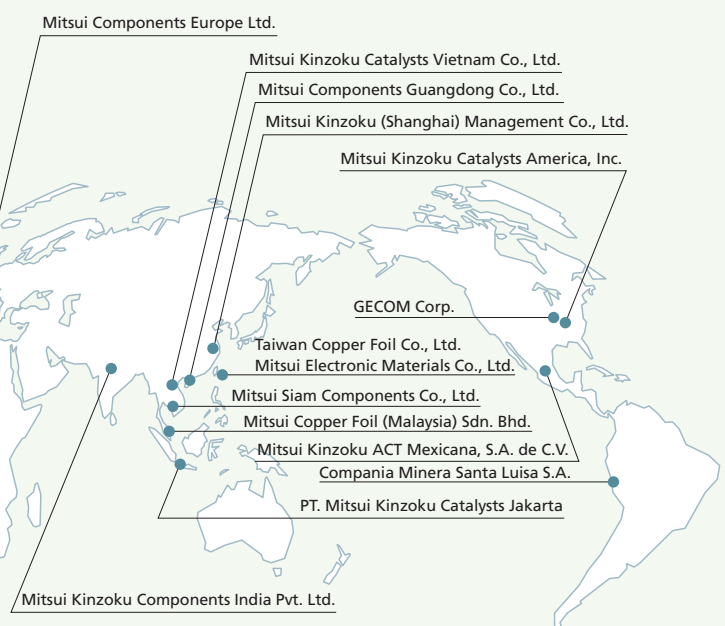 Mitsui Components Europe Ltd.
Mitsui Kinzoku Catalysts Vietnam Co., Ltd.
Mitsui Components Guangdong Co., Ltd.
Mitsui Kinzoku (Shanghai) Management Co., Ltd.
Mitsui Kinzoku Catalysts America, Inc.
GECOM Corp.
Taiwan Copper Foil Co., Ltd.
Mitsui Electronic Materials Co., Ltd.
Mitsui Siam Components Co., Ltd.
Mitsui Copper Foil (Malaysia) Sdn. Bhd.
Mitsui Kinzoku ACT Mexicana, S.A. de C.V.
Compania Minera Santa Luisa S.A.
PT. Mitsui Kinzoku Catalysts Jakarta
Mitsui Kinzoku Components India Pvt. Ltd.